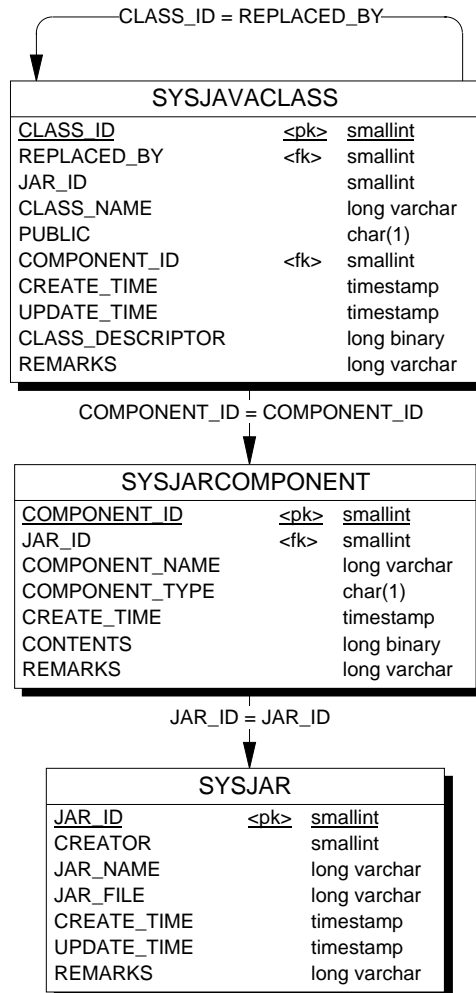 CLASS_ID = REPLACED_BY
SYSJAVACLASS
CLASS_ID <pk> smallint
REPLACED_BY <fk> smallint
JAR_ID smallint
CLASS_NAME long varchar
PUBLIC char(1)
COMPONENT_ID <fk> smallint
CREATE_TIME timestamp
UPDATE_TIME timestamp
CLASS_DESCRIPTOR long binary
REMARKS long varchar
COMPONENT_ID = COMPONENT_ID
SYSJARCOMPONENT
COMPONENT_ID <pk> smallint
JAR_ID <fk> smallint
COMPONENT_NAME long varchar
COMPONENT_TYPE char(1)
CREATE_TIME timestamp
CONTENTS long binary
REMARKS long varchar
JAR_ID = JAR_ID
SYSJAR
JAR_ID <pk> smallint
CREATOR smallint
JAR_NAME long varchar
JAR_FILE long varchar
CREATE_TIME timestamp
UPDATE_TIME timestamp
REMARKS long varchar